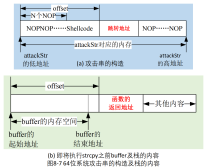 offset
N个NOP
NOPNOP……Shellcode
跳转地址
NOP……NOP
attackStr对应的内存
attackStr
的低地址
attackStr
的高地址
(a) 攻击串的构造
offset
函数的
返回地址
其他内容
buffer的内存空间
buffer的
起始地址
buffer的
结束地址
(b) 即将执行strcpy之前buffer及栈的内容
图8-7 64位系统攻击串的构造及栈的内容